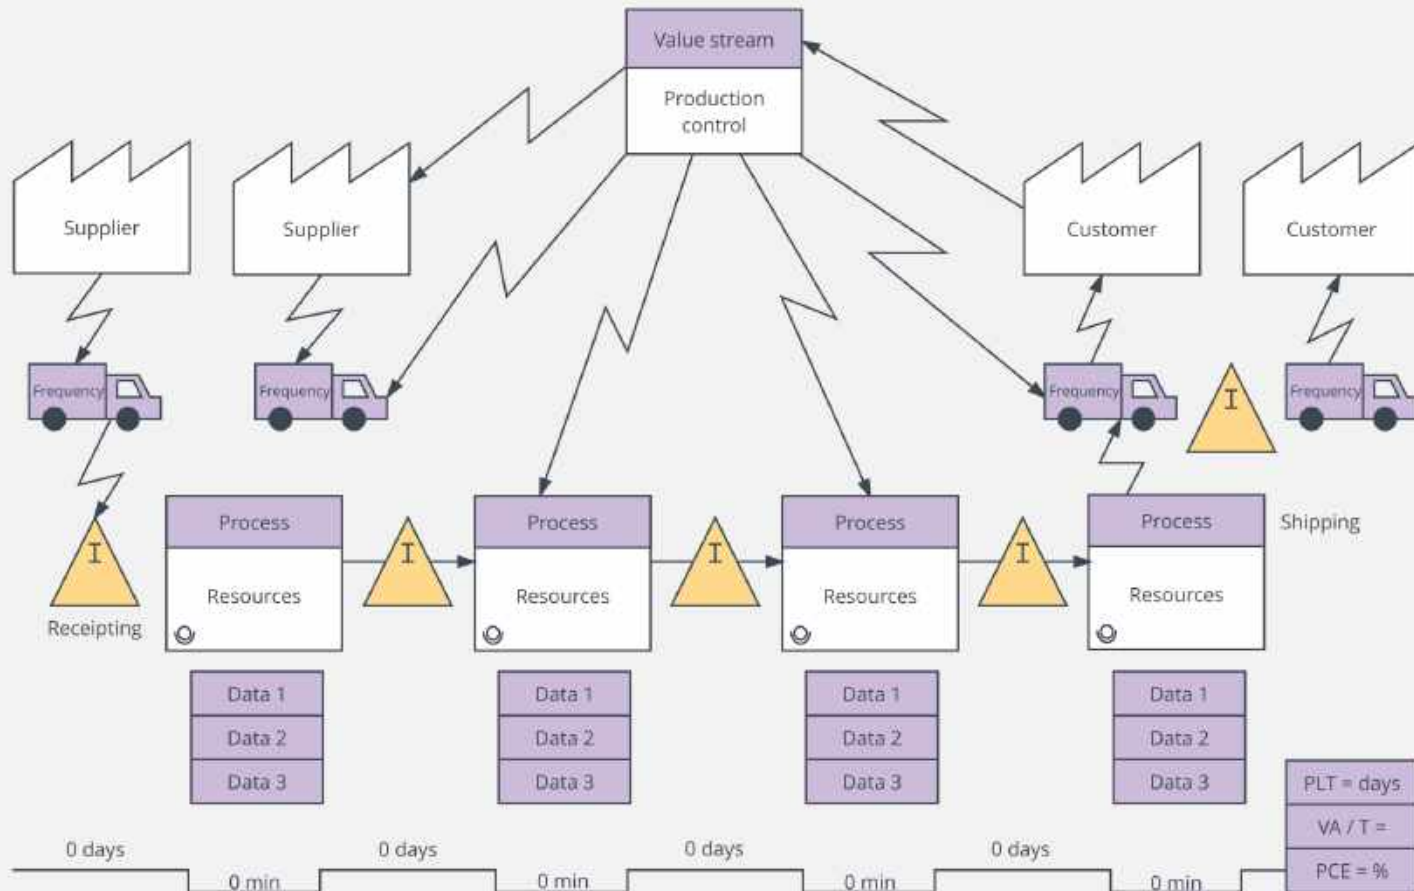 Value stream
Production
control
Supplier
Supplier
Customer
Customer
Frequency
Frequency
Frequency
Frequency
I
I
I
I
I
Process
Process
Process
Process
Shipping
Resources
Resources
Resources
Resources
Receipting
Data 1
Data 1
Data 1
Data 1
Data 2
Data 2
Data 2
Data 2
Data 3
Data 3
Data 3
Data 3
PLT = days
VA / T =
PCE = %
0 days
0 days
0 days
0 days
0 min
0 min
0 min
0 min